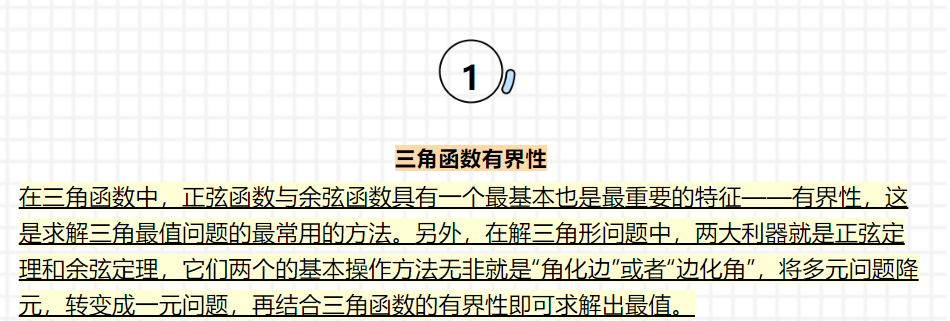 1
三角函数有界性
在三角函数中，正弦函数与余弦函数具有一个最基本也是最重要的特征——有界性，这
是求解三角最值问题的最常用的方法。另外，在解三角形问题中，两大利器就是正弦定
理和余弦定理，它们两个的基本操作方法无非就是“角化边”或者“边化角”，将多元问题降
元，转变成一元问题，再结合三角函数的有界性即可求解出最值。